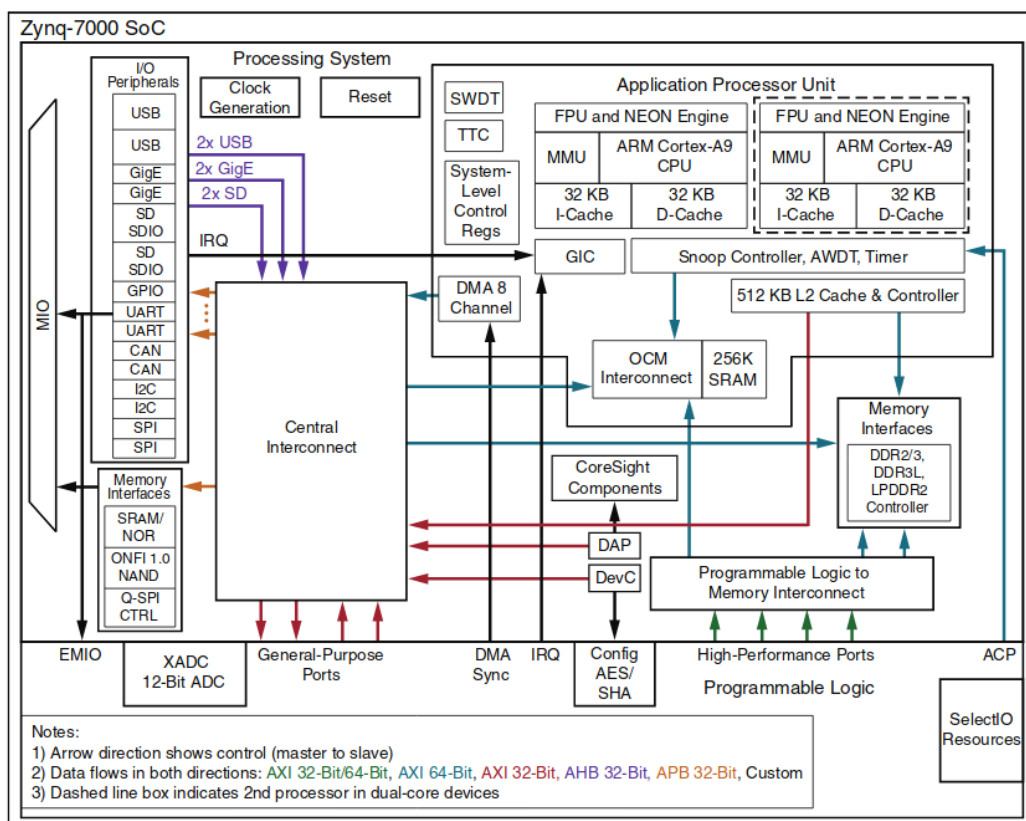 Zynq-7000 SoC
I/O
Peripherals
USB
USB
GigE
GigE
SD
SDIO
SD
SDIO
GPIO
UART
UART
CAN
CAN
I2C
I2C
SPI
SPI
MIO
Memory
Interfaces
SRAM/
NOR
ONFI 1.0
NAND
Q-SPI
CTRL
Processing System
Clock
Generation
Reset
2x USB
2x GigE
2x SD
IRQ
Central
Interconnect
SWDT
TTC
System-
Level
Control
Regs
Application Processor
Unit
FPU and NEON Engine
MMU
ARM Cortex-A9
CPU
32 KB
I-Cache
32 KB
D-Cache
FPU and NEON Engine
MMU
ARM Cortex-A9
CPU
32 KB
I-Cache
32 KB
D-Cache
GIC
Snoop Controller, AWDT, Timer
DMA 8
Channel
512 KB L2 Cache & Controller
OCM
Interconnect
256K
SRAM
Memory
Interfaces
DDR2/3,
DDR3L,
LPDDR2
Controller
CoreSight
Components
DAP
DevC
Programmable Logic to
Memory Interconnect
EMIO
XADC
12-Bit ADC
General-Purpose
Ports
DMA
Sync
IRQ
Config
AES/
SHA
High-Performance Ports
ACP
Programmable Logic
SelectIO
Resources
Notes:
1) Arrow direction shows control (master to slave)
2) Data flows in both directions: AXI 32-Bit/64-Bit, AXI 64-Bit, AXI 32-Bit, AHB 32-Bit, APB 32-Bit, Custom
3) Dashed line box indicates 2nd processor in dual-core devices